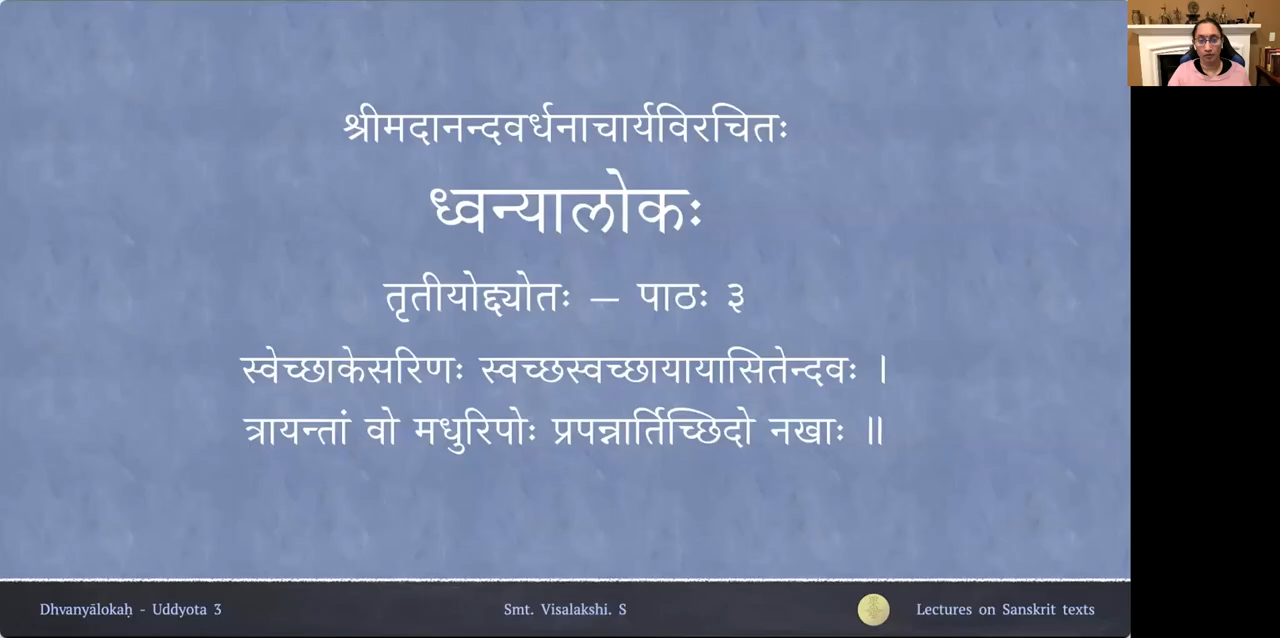 श्रीमदानन्दवर्धनाचार्यविरचितः
ध्वन्यालोकः
तृतीयोद्द्योतः – पाठः ३
स्वेच्छाकेसरिणः स्वच्छस्वच्छायायासितेन्दवः ।
त्रायन्तां वो मधुरिपोः प्रपन्नार्तिच्छिदो नखाः ॥
Dhvanyālokaḥ - Uddyota 3
Smt. Visalakshi. S
Lectures on Sanskrit texts